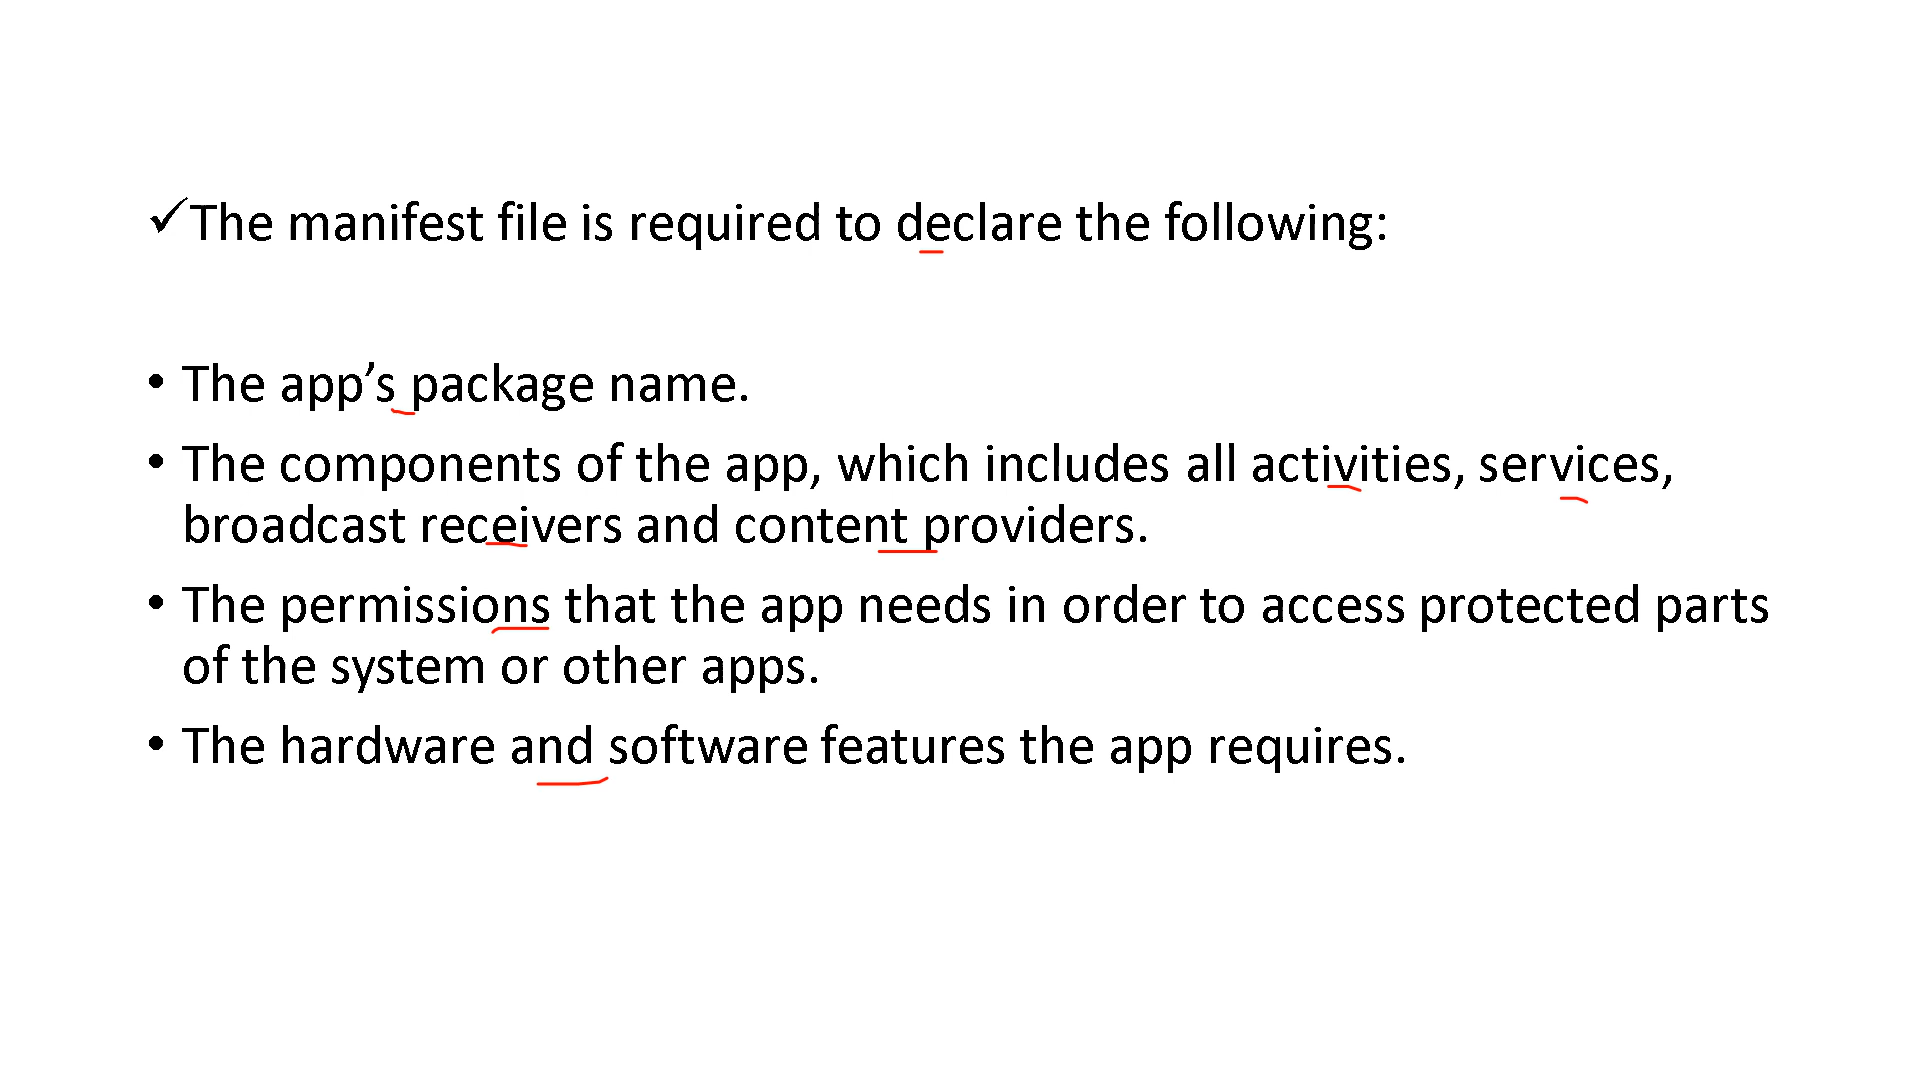 ✓The manifest file is required to declare the following:
• The app’s package name.
• The components of the app, which includes all activities, services,
broadcast receivers and content providers.
• The permissions that the app needs in order to access protected parts
of the system or other apps.
• The hardware and software features the app requires.